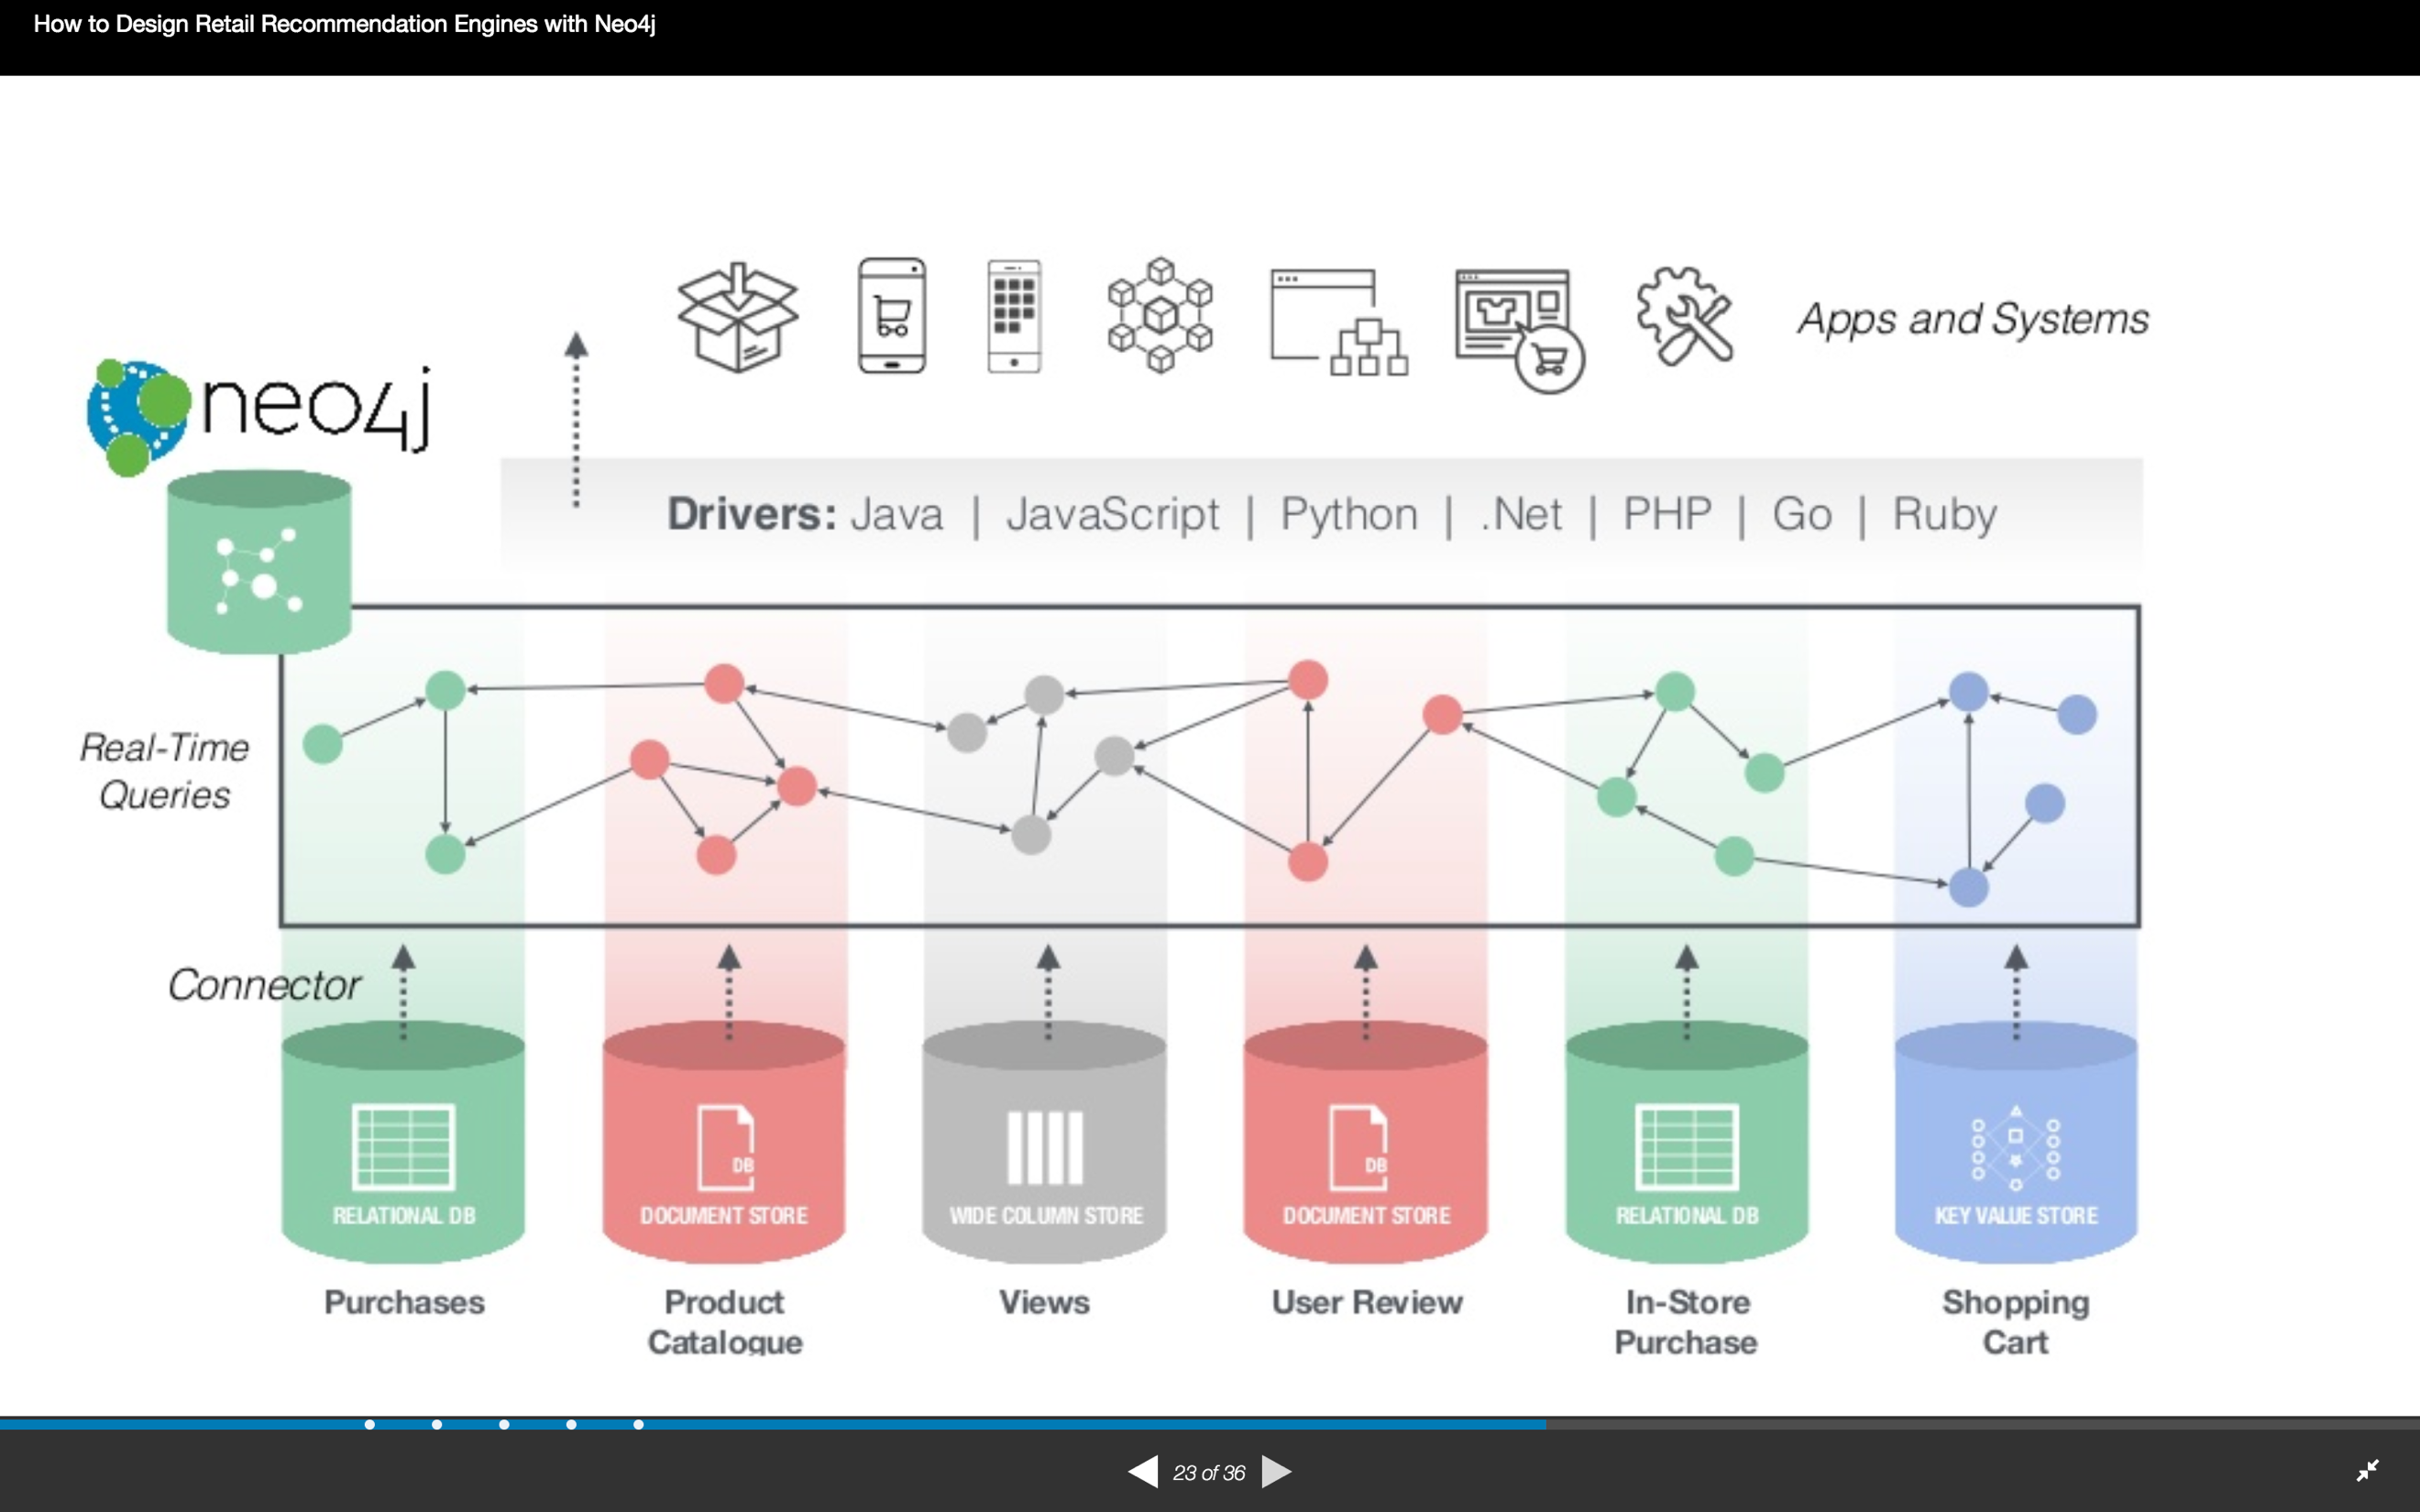 How to Design Retail Recommendation Engines with Neo4j
Apps and Systems
neo4j
Drivers: Java | JavaScript | Python | .Net | PHP | Go | Ruby
Real-Time
Queries
Connector
DB
DB
RELATIONAL DB
DOCUMENT STORE
WIDE COLUMN STORE
DOCUMENT STORE
RELATIONAL DB
KEY VALUE STORE
Purchases
Product
Catalogue
Views
User Review
In-Store
Purchase
Shopping
Cart
23 of 36